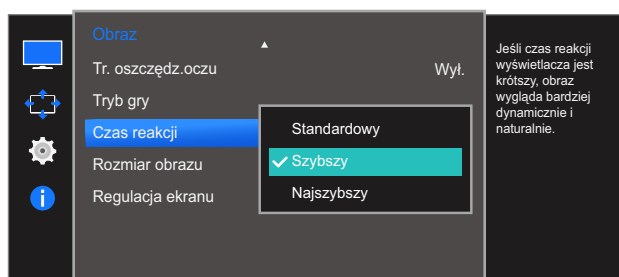 Obraz
Tr. oszczędz.oczu Wył.
Tryb gry
Czas reakcji
Rozmiar obrazu
Regulacja ekranu
Standardowy
Szybszy
Najszybszy
Jeśli czas reakcji
wyświetlacza jest
krótszy, obraz
wygląda bardziej
dynamicznie i
naturalnie.